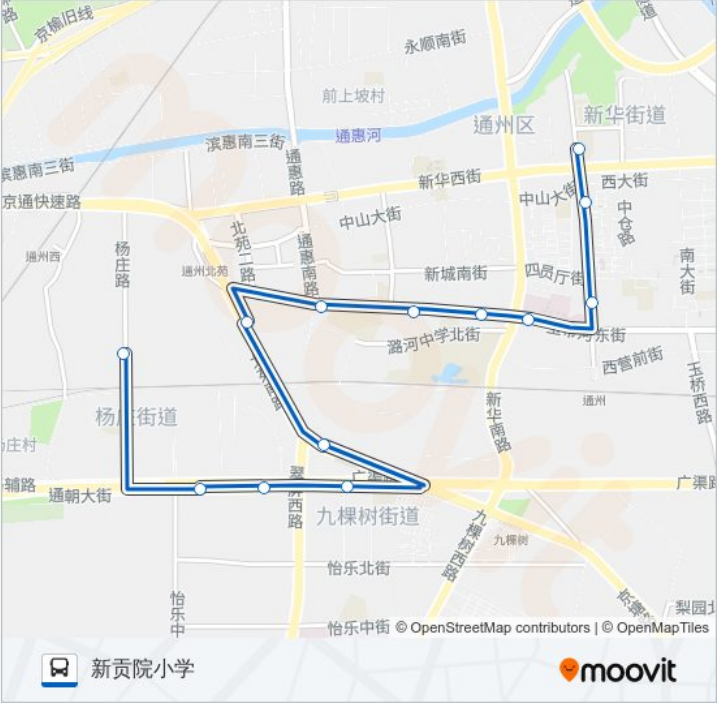 京榆旧线
永顺南街
前上坡村
新华街道
通州区
通惠河
滨惠南三街
滨惠南三街
通惠路
新华西街
西大街
京通快速路
中山大街
中山大街
中仓路
杨庄路
北苑二路
通惠南路
通州西
通州北苑
新城南街
四员厅街
南大街
潞河中学北街
西营前街
玉桥西路
通州
新华南路
杨庄街道
辅路
通朝大街
翠屏西路
广渠路
九棵树街道
九棵树西路
九棵树
怡乐北街
怡乐中
怡乐中街
梨园北
© OpenStreetMap contributors | © OpenMapTiles
新贡院小学
moovit